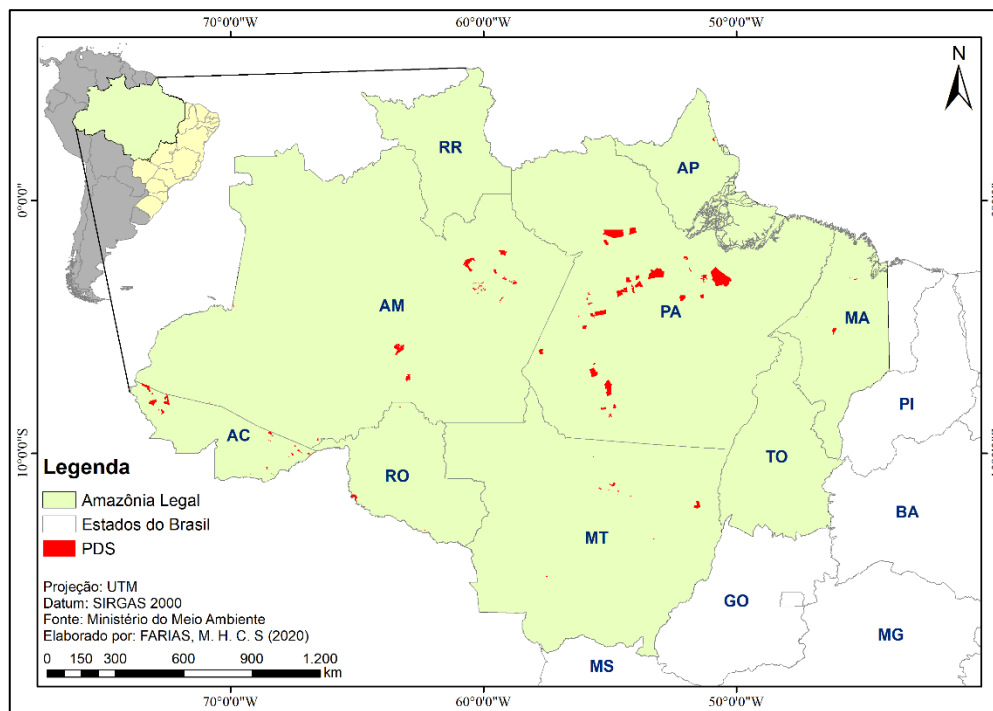 70°0'0"W 60°0'0"W 50°0'0"W
N
RR
AP
0°0'0"
AM
PA
MA
PI
AC
10°0'0"S
RO
TO
BA
MT
GO
MG
MS
Legenda
Amazônia Legal
Estados do Brasil
PDS
Projeção: UTM
Datum: SIRGAS 2000
Fonte: Ministério do Meio Ambiente
Elaborado por: FARIAS, M. H. C. S (2020)
0 150 300 600 900 1.200
km
70°0'0"W 60°0'0"W 50°0'0"W